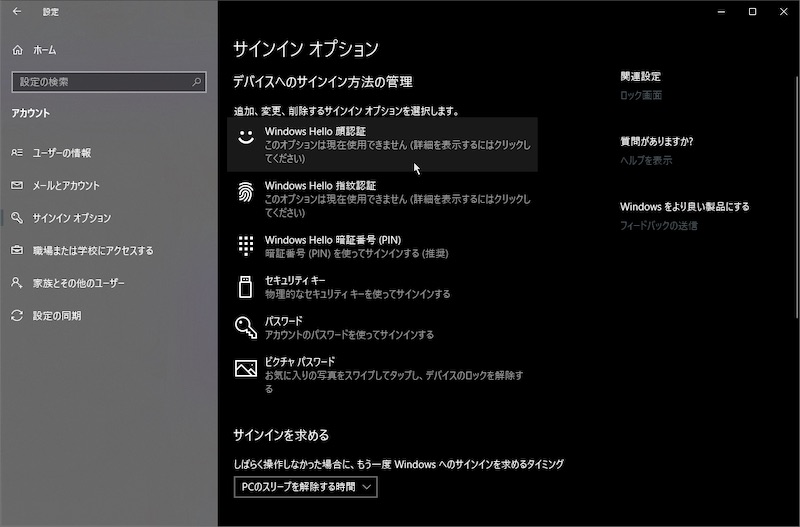 設定
ホーム
設定の検索
アカウント
ユーザーの情報
メールとアカウント
サインイン オプション
職場または学校にアクセスする
家族とその他のユーザー
設定の同期
サインイン オプション
デバイスへのサインイン方法の管理
追加、変更、削除するサインイン オプションを選択します。
Windows Hello 顔認証
このオプションは現在使用できません (詳細を表示するにはクリックし
てください)
Windows Hello 指紋認証
このオプションは現在使用できません (詳細を表示するにはクリックし
てください)
Windows Hello 暗証番号 (PIN)
暗証番号 (PIN) を使ってサインインする (推奨)
セキュリティ キー
物理的なセキュリティ キーを使ってサインインする
パスワード
アカウントのパスワードを使ってサインインする
ピクチャ パスワード
お気に入りの写真をスワイプしてタップし、デバイスのロックを解除す
る
サインインを求める
しばらく操作しなかった場合に、もう一度 Windows へのサインインを求めるタイミング
PCのスリープを解除する時間
関連設定
ロック画面
質問がありますか?
ヘルプを表示
Windows をより良い製品にする
フィードバックの送信